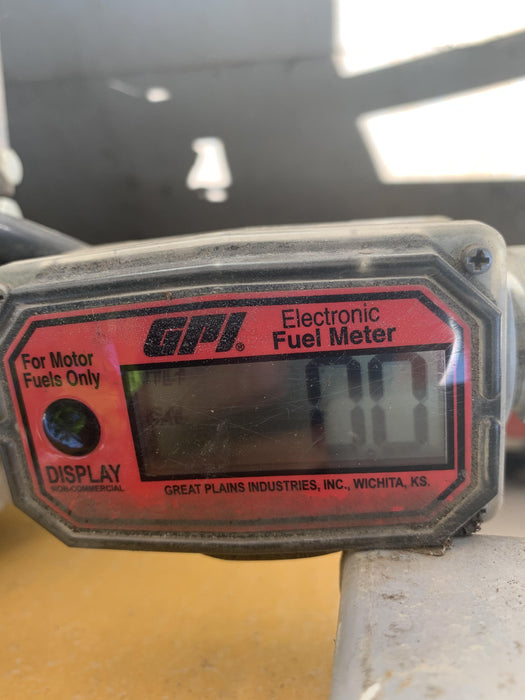 GPI®
Electronic
Fuel Meter
For Motor
Fuels Only
DISPLAY
NON-COMMERCIAL
GREAT PLAINS INDUSTRIES, INC., WICHITA, KS.